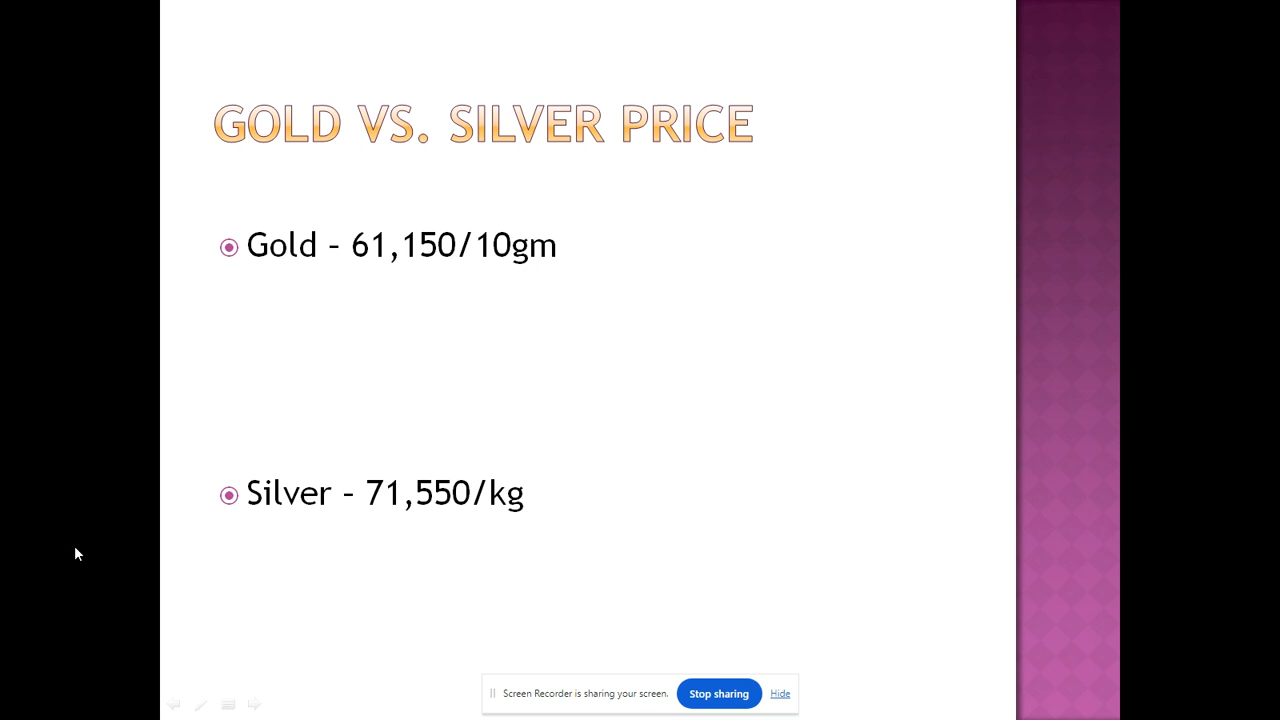 GOLD VS. SILVER PRICE
Gold – 61,150/10gm
Silver – 71,550/kg
Screen Recorder is sharing your screen. Stop sharing Hide